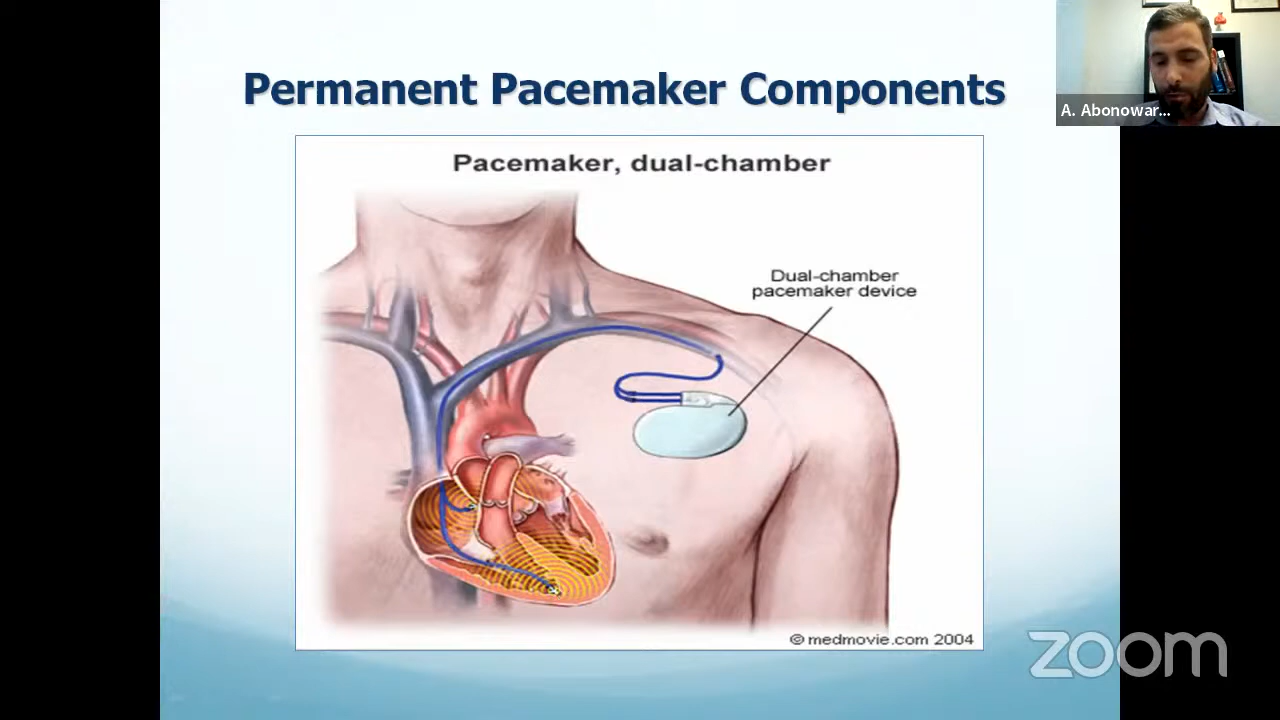 Permanent Pacemaker Components
A. Abonowar...
Pacemaker, dual-chamber
Dual-chamber
pacemaker device
© medmovie.com 2004
zoom